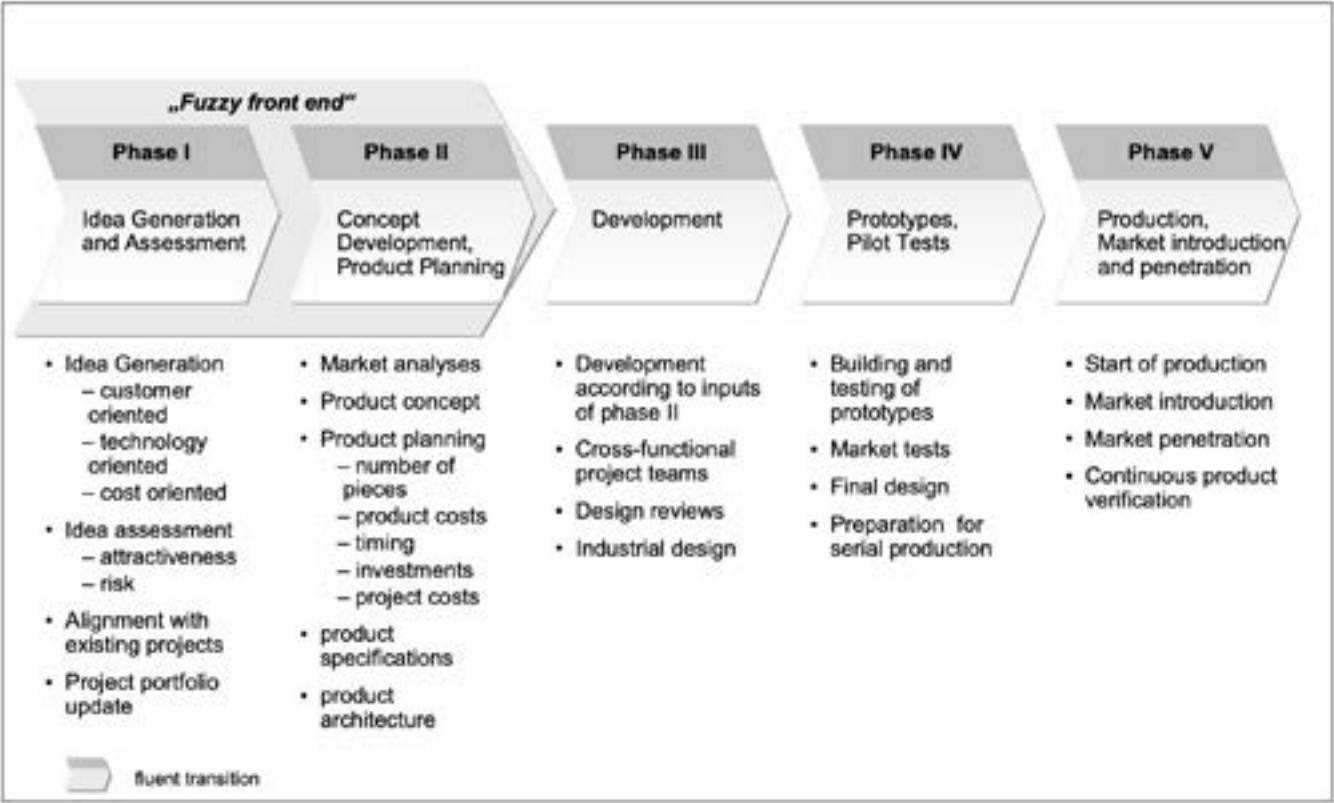 „Fuzzy front end“
Phase I
Idea Generation
and Assessment
• Idea Generation
– customer
oriented
– technology
oriented
– cost oriented
• Idea assessment
– attractiveness
– risk
• Alignment with
existing projects
• Project portfolio
update
Phase II
Concept
Development,
Product Planning
• Market analyses
• Product concept
• Product planning
– number of
pieces
– product costs
– timing
– investments
– project costs
• product
specifications
• product
architecture
Phase III
Development
• Development
according to inputs
of phase II
• Cross-functional
project teams
• Design reviews
• Industrial design
Phase IV
Prototypes,
Pilot Tests
• Building and
testing of
prototypes
• Market tests
• Final design
• Preparation for
serial production
Phase V
Production,
Market introduction
and penetration
• Start of production
• Market introduction
• Market penetration
• Continuous product
verification
fluent transition